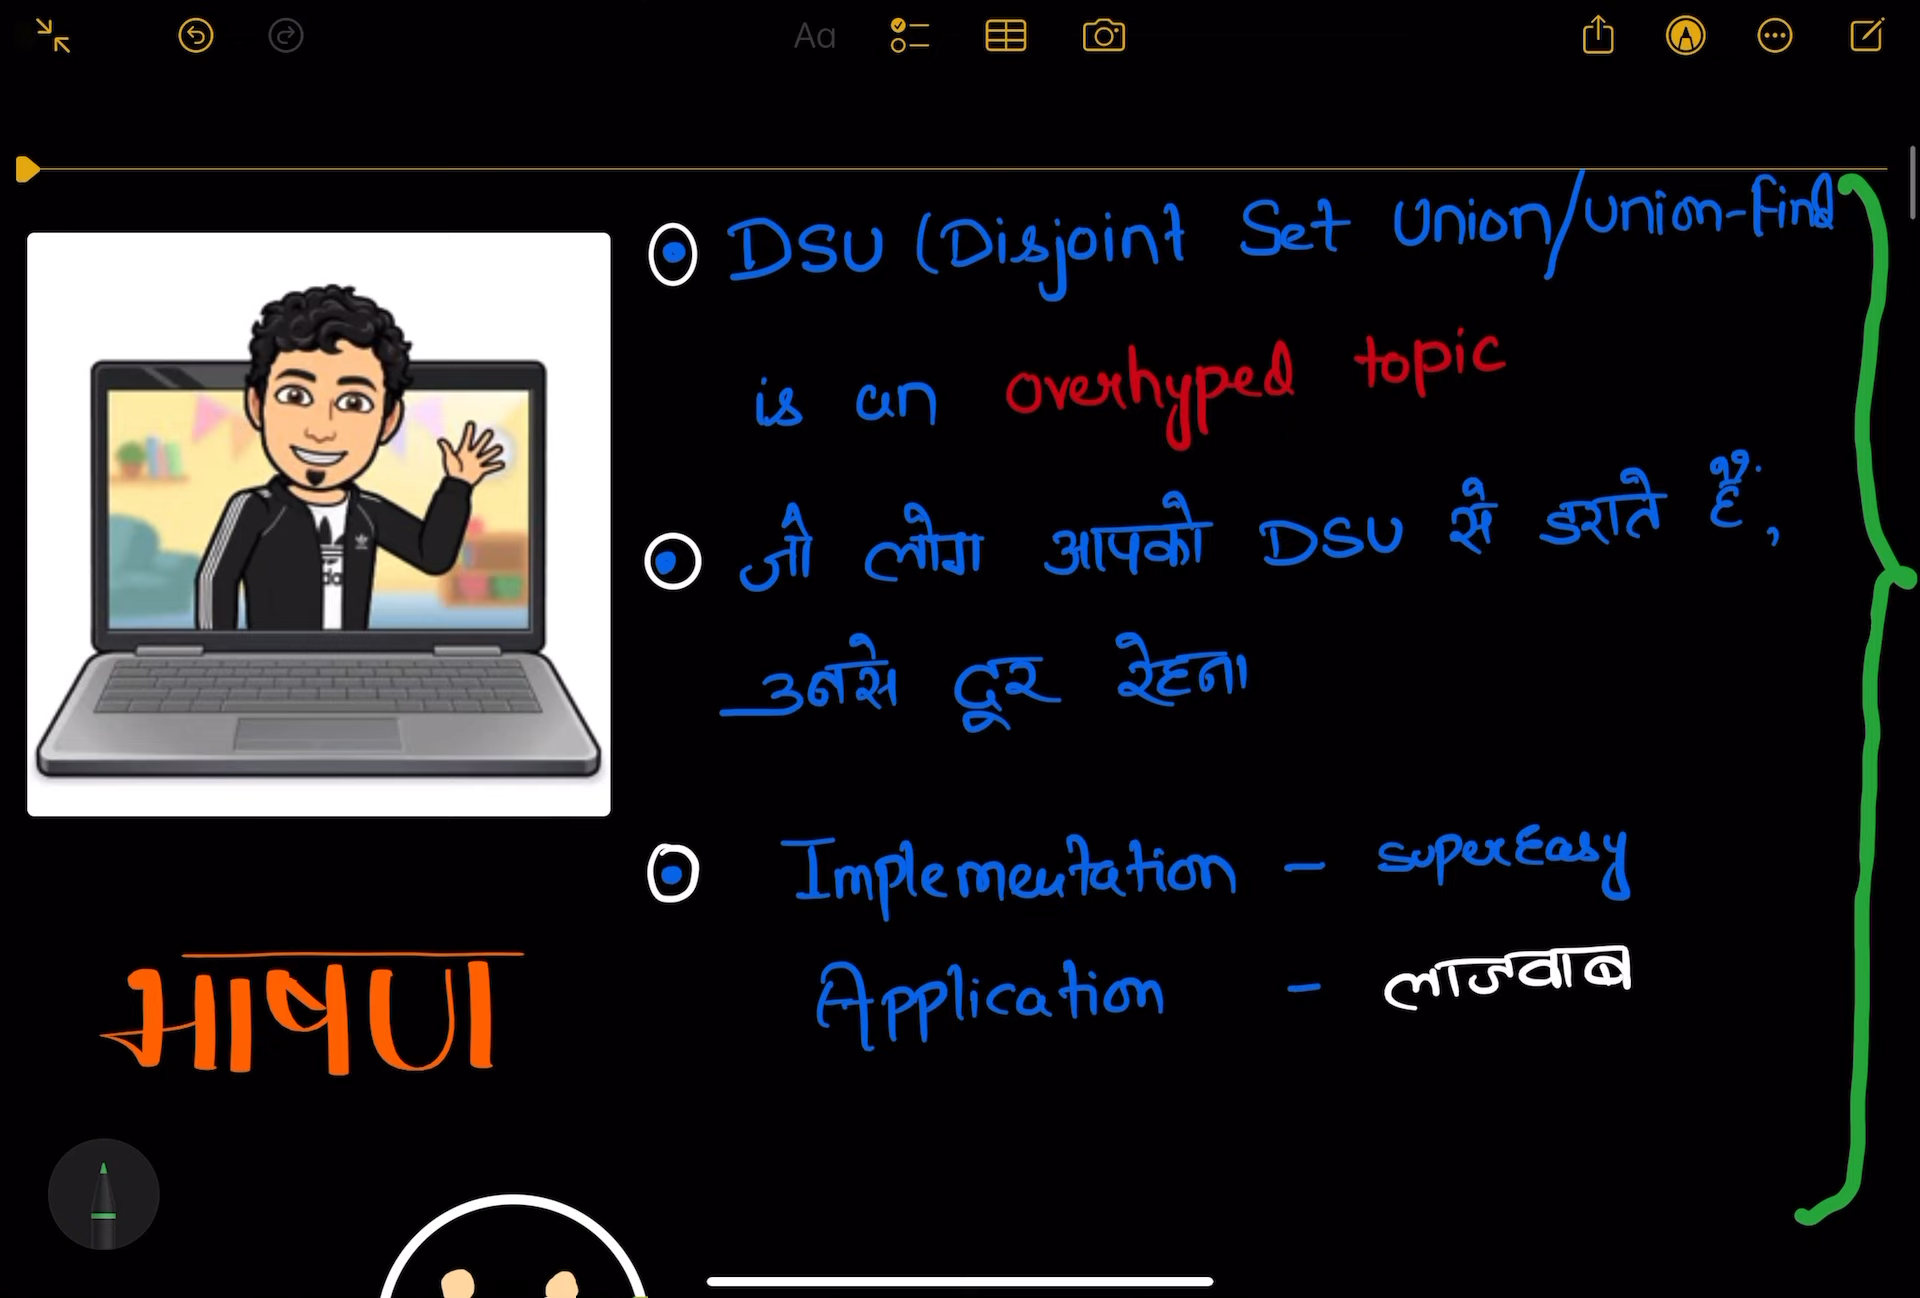 Aa
DSU (Disjoint Set Union/Union-Find
is an overhyped topic
जो लोग आपको DSU से डराते हैं,
उनसे दूर रेहना
Implementation - superEasy
Application - लाजवाब
भाषण